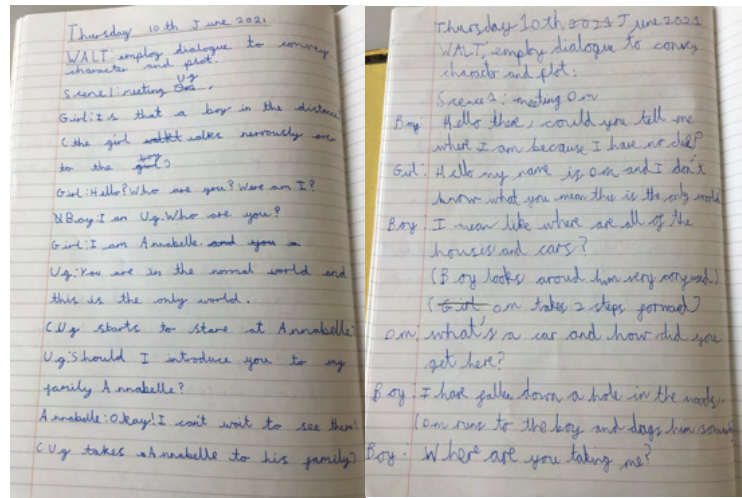 Thursday 10th June 2021
WALT: employ dialogue to convey
character and plot.
Scene 1: meeting Ug
Girl: Is that a boy in the distance
(the girl walks nervously over
to the boy)
Girl: Hello? Who are you? Were am I?
Boy: I am Ug. Who are you?
Girl: I am Annabelle. and you
Ug: You are in the normal world and
this is the only world.
(Ug starts to stare at Annabelle)
Ug: Should I introduce you to my
family Annabelle?
Annabelle: Okay! I can't wait to see them!
(Ug takes Annabelle to his family)
Thursday 10th 2021 June 2021
WALT: employ dialogue to convey
character and plot:
Scene 1: meeting Om
Boy: Hello there, could you tell me
where I am because I have no clue?
Girl: Hello my name is Om and I don't
know what you mean this is the only world
Boy: I mean like where are all of the
houses and cars?
(Boy looks around him very confused)
(Girl Om takes 2 steps forward)
Om: what's a car and how did you
get here?
Boy: I have fallen down a hole in the woods.
(Om runs to the boy and drags him
Boy: Where are you taking me?